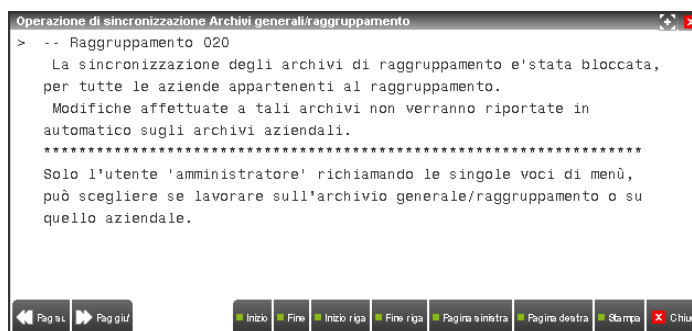 Operazione di sincronizzazione Archivi generali/raggruppamento
> -- Raggruppamento 020
La sincronizzazione degli archivi di raggruppamento e'stata bloccata,
per tutte le aziende appartenenti al raggruppamento.
Modifiche affettuate a tali archivi non verranno riportate in
automatico sugli archivi aziendali.
********************************************************************
Solo l'utente 'amministratore' richiamando le singole voci di menù,
può scegliere se lavorare sull'archivio generale/raggruppamento o su
quello aziendale.
Pag su Pag giu' Inizio Fine Inizio riga Fine riga Pagina sinistra Pagina destra Stampa X Chiu